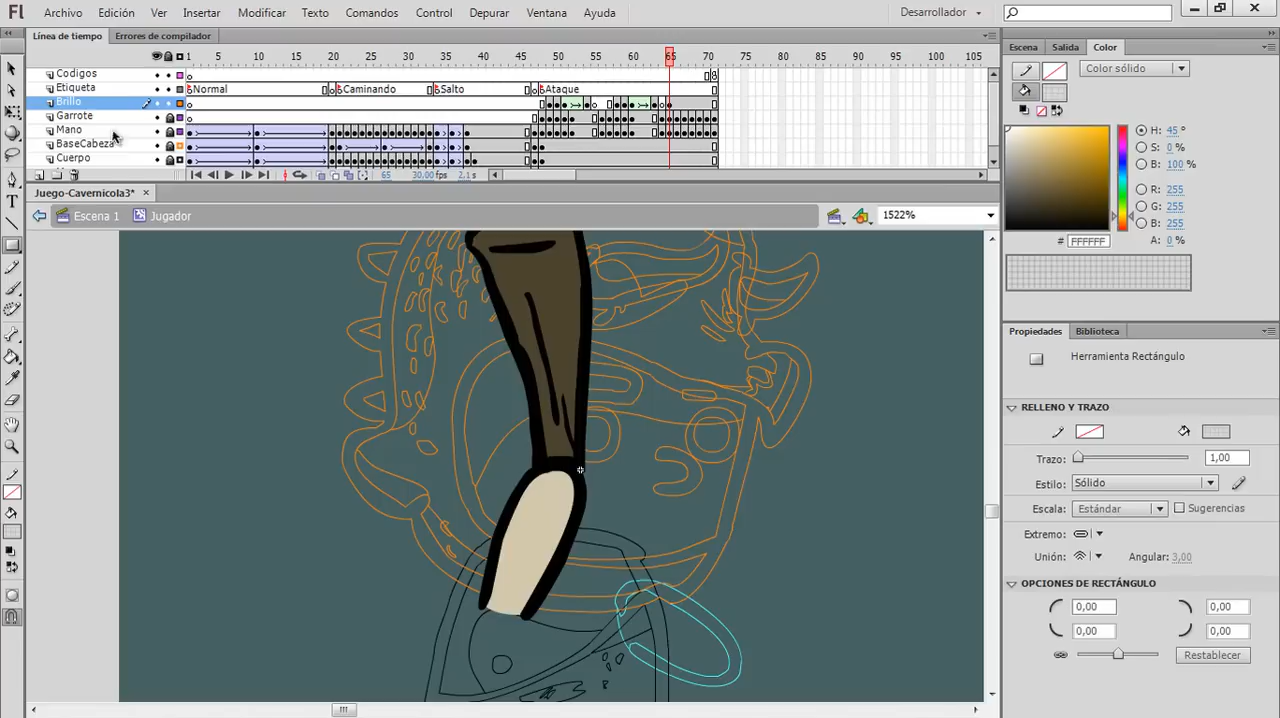 Fl Archivo Edición Ver Insertar Modificar Texto Comandos Control Depurar Ventana Ayuda Desarrollador
Línea de tiempo Errores de compilador
1 5 10 15 20 25 30 35 40 45 50 55 60 65 70 75 80 85 90 95 100 105
Codigos
Etiqueta Normal Caminando Salto Ataque
Brillo
Garrote
Mano
BaseCabeza
Cuerpo
65 30,00 fps 2,1 s
Juego-Cavernicola3* ×
Escena 1 Jugador 1522%
Escena Salida Color
Color sólido
H: 45 °
S: 0 %
B: 100 %
R: 255
G: 255
B: 255
# FFFFFF A: 0 %
Propiedades Biblioteca
Herramienta Rectángulo
RELLENO Y TRAZO
Trazo: 1,00
Estilo: Sólido
Escala: Estándar Sugerencias
Extremo:
Unión: Angular: 3,00
OPCIONES DE RECTÁNGULO
0,00 0,00
0,00 0,00
Restablecer